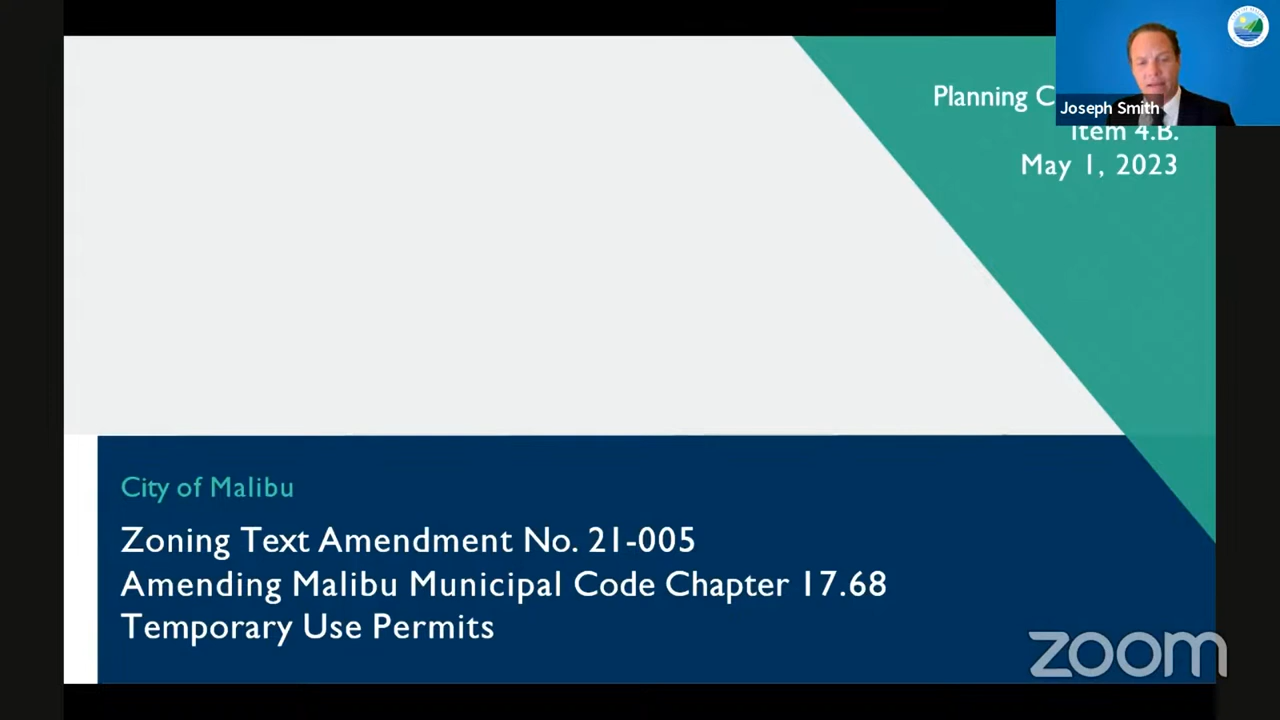 Planning C
Joseph Smith
Item 4.B.
May 1, 2023
City of Malibu
Zoning Text Amendment No. 21-005
Amending Malibu Municipal Code Chapter 17.68
Temporary Use Permits
zoom